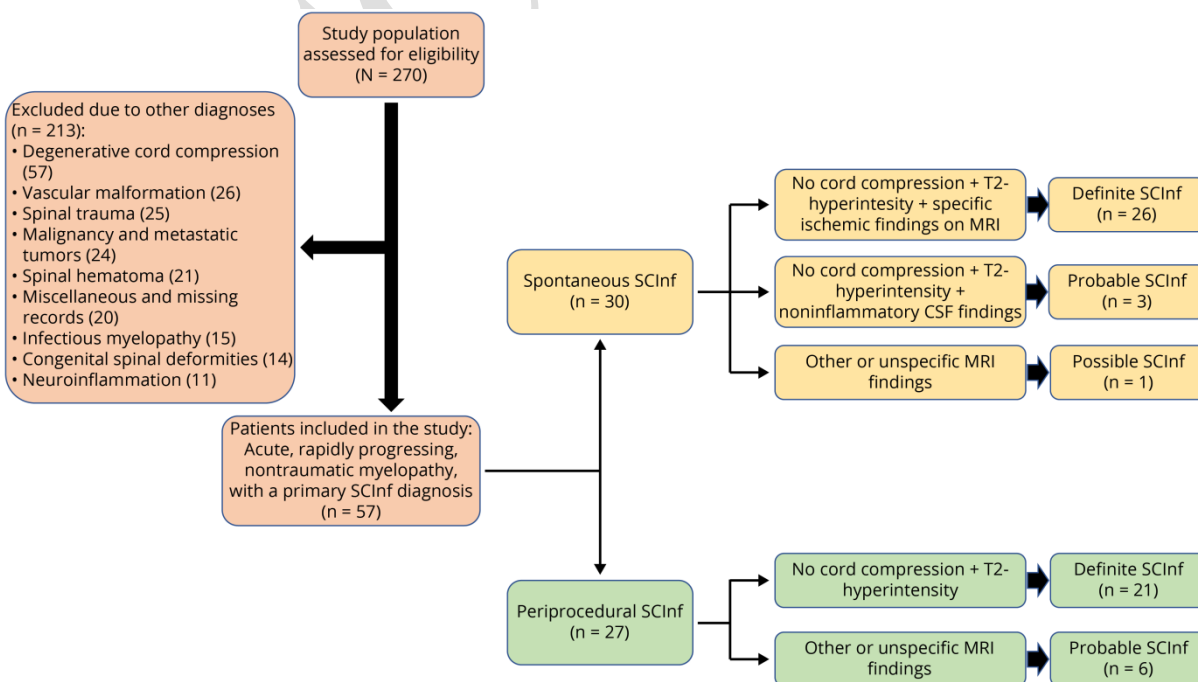 Study population
assessed for eligibility
(N = 270)
Excluded due to other diagnoses
(n = 213):
• Degenerative cord compression
(57)
• Vascular malformation (26)
• Spinal trauma (25)
• Malignancy and metastatic
tumors (24)
• Spinal hematoma (21)
• Miscellaneous and missing
records (20)
• Infectious myelopathy (15)
• Congenital spinal deformities (14)
• Neuroinflammation (11)
Patients included in the study:
Acute, rapidly progressing,
nontraumatic myelopathy,
with a primary SCInf diagnosis
(n = 57)
Spontaneous SCInf
(n = 30)
No cord compression + T2-
hyperintesity + specific
ischemic findings on MRI
Definite SCInf
(n = 26)
No cord compression + T2-
hyperintensity +
noninflammatory CSF findings
Probable SCInf
(n = 3)
Other or unspecific MRI
findings
Possible SCInf
(n = 1)
Periprocedural SCInf
(n = 27)
No cord compression + T2-
hyperintensity
Definite SCInf
(n = 21)
Other or unspecific MRI
findings
Probable SCInf
(n = 6)